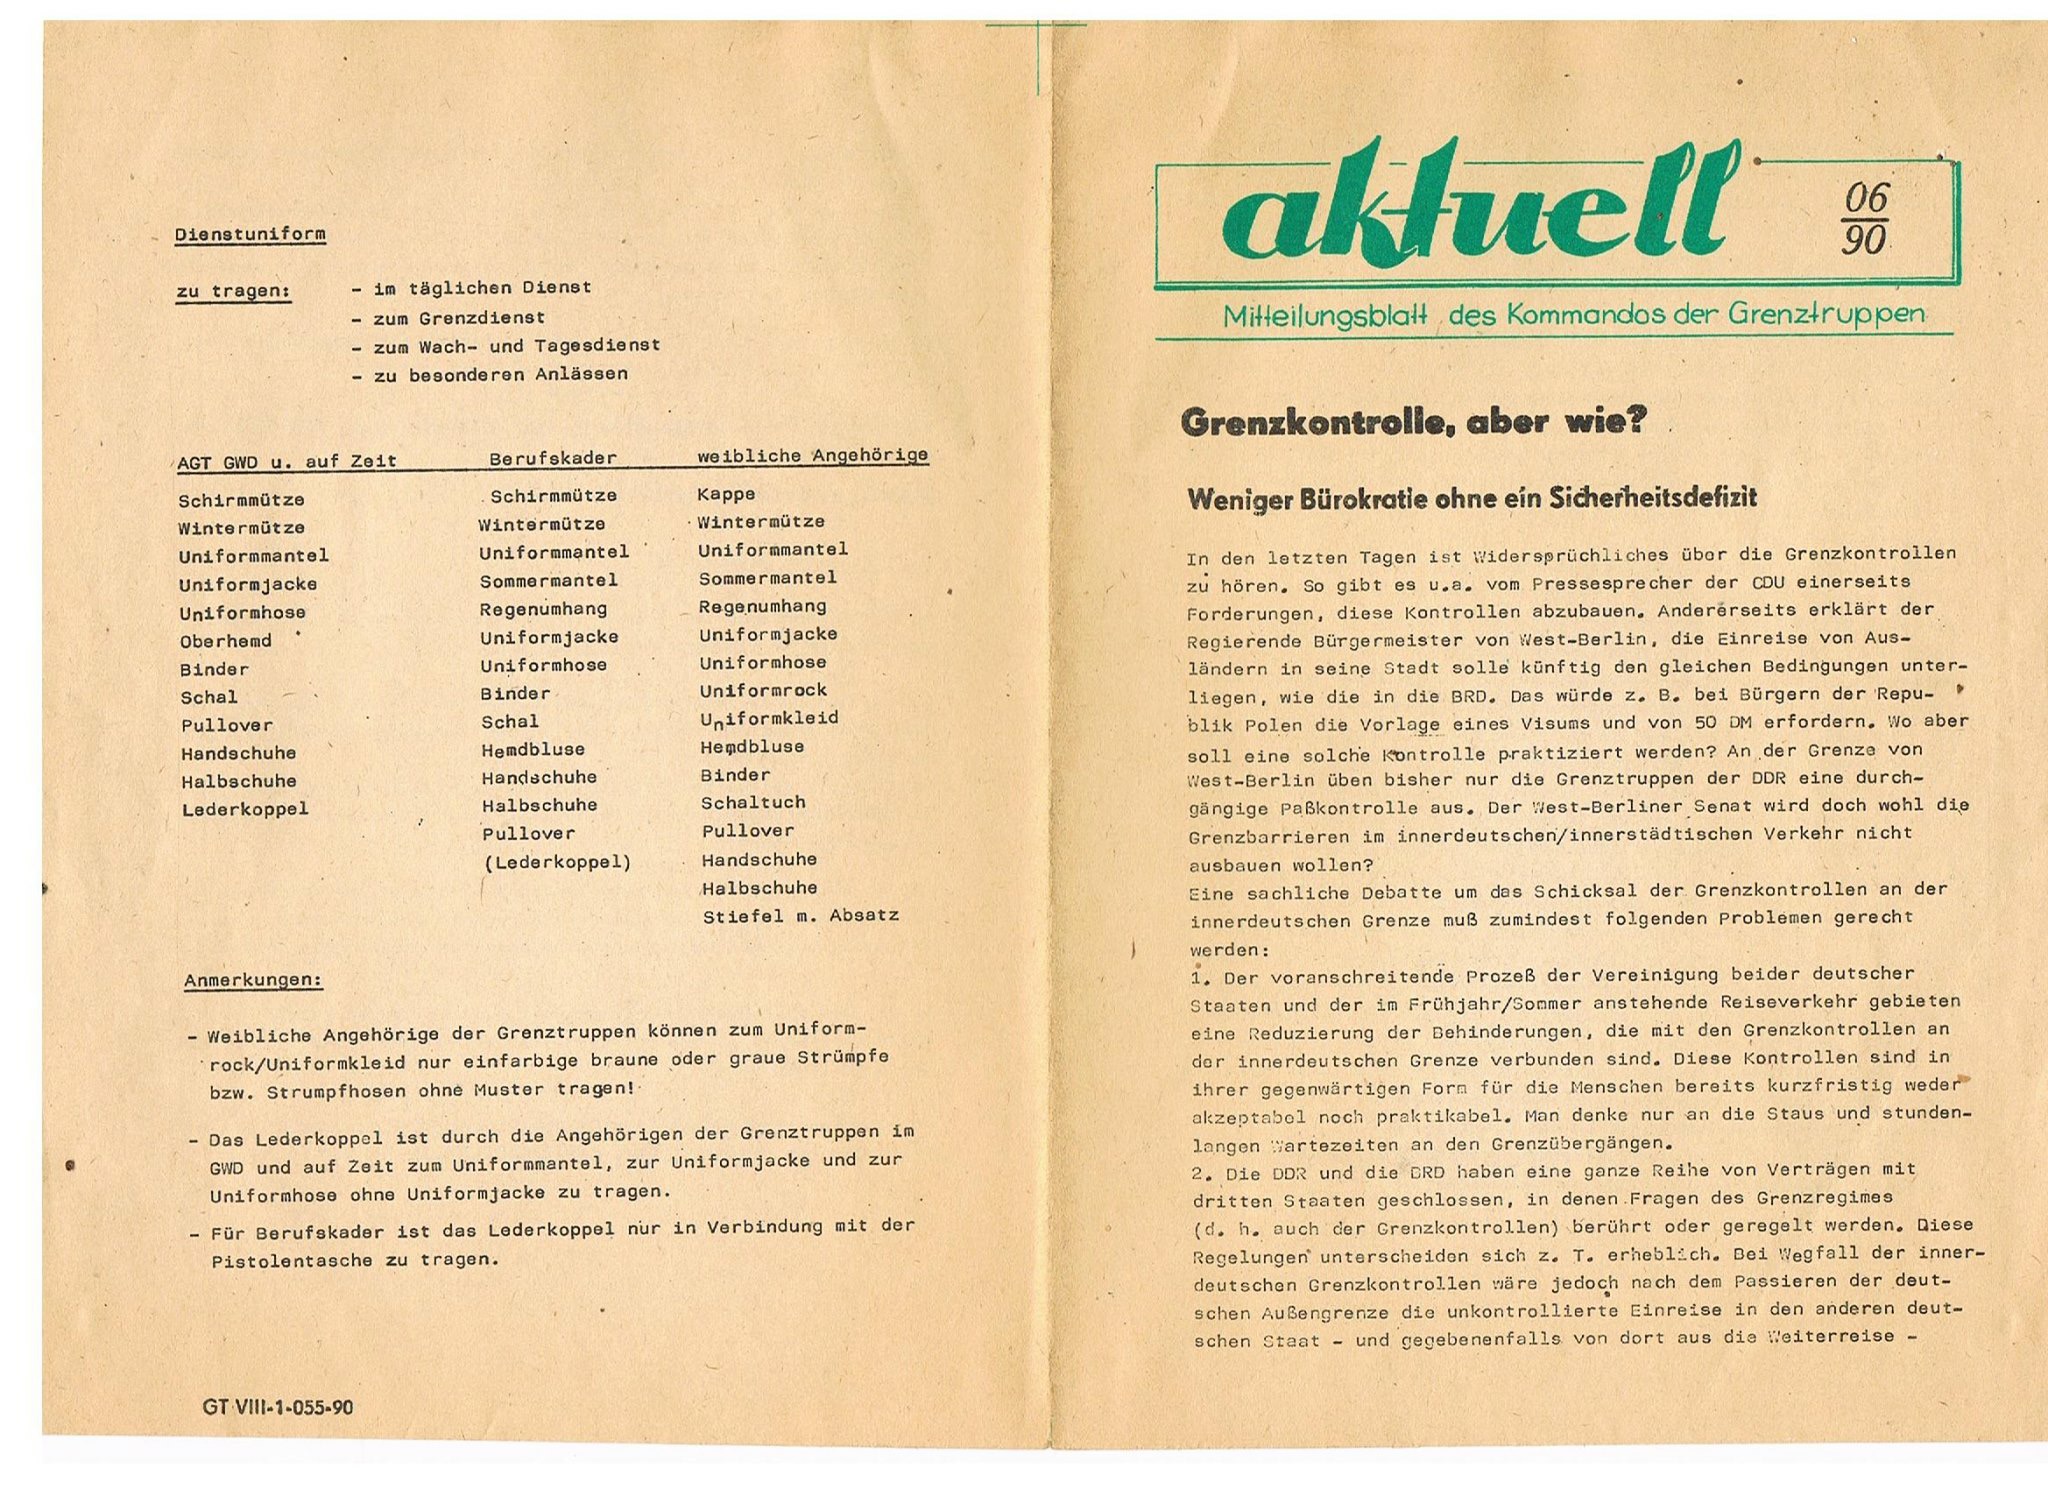 Dienstuniform
zu tragen: - im täglichen Dienst
- zum Grenzdienst
- zum Wach- und Tagesdienst
- zu besonderen Anlässen
AGT GWD u. auf Zeit Berufskader weibliche Angehörige
Schirmmütze Schirmmütze Kappe
Wintermütze Wintermütze Wintermütze
Uniformmantel Uniformmantel Uniformmantel
Uniformjacke Sommermantel Sommermantel
Uniformhose Regenumhang Regenumhang
Oberhemd Uniformjacke Uniformjacke
Binder Uniformhose Uniformhose
Schal Binder Uniformrock
Pullover Schal Uniformkleid
Handschuhe Hemdbluse Hemdbluse
Halbschuhe Handschuhe Binder
Lederkoppel Halbschuhe Schaltuch
Pullover Pullover
(Lederkoppel) Handschuhe
Halbschuhe
Stiefel m. Absatz
Anmerkungen:
- Weibliche Angehörige der Grenztruppen können zum Uniform-
rock/Uniformkleid nur einfarbige braune oder graue Strümpfe
bzw. Strumpfhosen ohne Muster tragen!
- Das Lederkoppel ist durch die Angehörigen der Grenztruppen im
GWD und auf Zeit zum Uniformmantel, zur Uniformjacke und zur
Uniformhose ohne Uniformjacke zu tragen.
- Für Berufskader ist das Lederkoppel nur in Verbindung mit der
Pistolentasche zu tragen.
GT VIII-1-055-90
aktuell
06
90
Mitteilungsblatt des Kommandos der Grenztruppen
Grenzkontrolle, aber wie?
Weniger Bürokratie ohne ein Sicherheitsdefizit
In den letzten Tagen ist Widersprüchliches über die Grenzkontrollen
zu hören. So gibt es u.a. vom Pressesprecher der CDU einerseits
Forderungen, diese Kontrollen abzubauen. Andererseits erklärt der
Regierende Bürgermeister von West-Berlin, die Einreise von Aus-
ländern in seine Stadt solle künftig den gleichen Bedingungen unter-
liegen, wie die in die BRD. Das würde z. B. bei Bürgern der Repu-
blik Polen die Vorlage eines Visums und von 50 DM erfordern. Wo aber
soll eine solche Kontrolle praktiziert werden? An der Grenze von
West-Berlin üben bisher nur die Grenztruppen der DDR eine durch-
gängige Paßkontrolle aus. Der West-Berliner Senat wird doch wohl die
Grenzbarrieren im innerdeutschen/innerstädtischen Verkehr nicht
ausbauen wollen?
Eine sachliche Debatte um das Schicksal der Grenzkontrollen an der
innerdeutschen Grenze muß zumindest folgenden Problemen gerecht
werden:
1. Der voranschreitende Prozeß der Vereinigung beider deutscher
Staaten und der im Frühjahr/Sommer anstehende Reiseverkehr gebieten
eine Reduzierung der Behinderungen, die mit den Grenzkontrollen an
der innerdeutschen Grenze verbunden sind. Diese Kontrollen sind in
ihrer gegenwärtigen Form für die Menschen bereits kurzfristig weder
akzeptabel noch praktikabel. Man denke nur an die Staus und stunden-
langen Wartezeiten an den Grenzübergängen.
2. Die DDR und die BRD haben eine ganze Reihe von Verträgen mit
dritten Staaten geschlossen, in denen Fragen des Grenzregimes
(d. h. auch der Grenzkontrollen) berührt oder geregelt werden. Diese
Regelungen unterscheiden sich z. T. erheblich. Bei Wegfall der inner-
deutschen Grenzkontrollen wäre jedoch nach dem Passieren der deut-
schen Außengrenze die unkontrollierte Einreise in den anderen deut-
schen Staat - und gegebenenfalls von dort aus die Weiterreise -